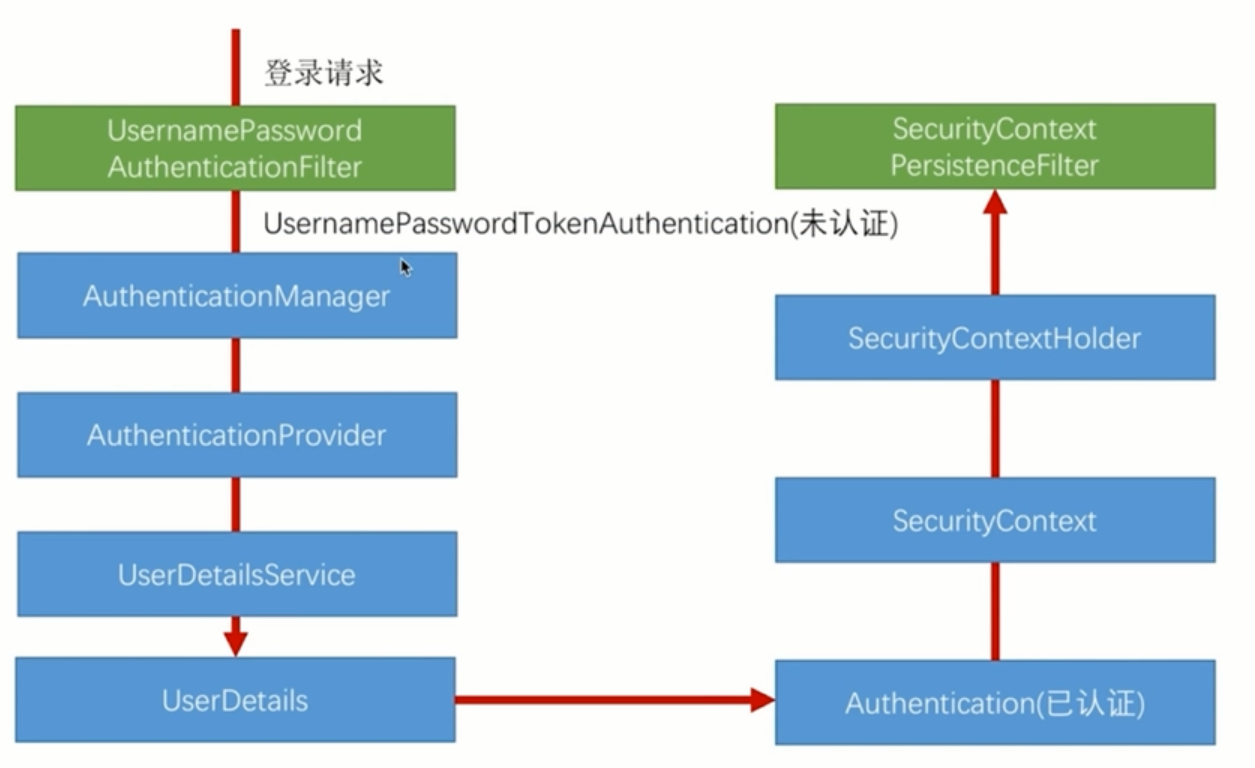 登录请求
UsernamePassword
AuthenticationFilter
UsernamePasswordTokenAuthentication(未认证)
AuthenticationManager
AuthenticationProvider
UserDetailsService
UserDetails
SecurityContext
PersistenceFilter
SecurityContextHolder
SecurityContext
Authentication(已认证)